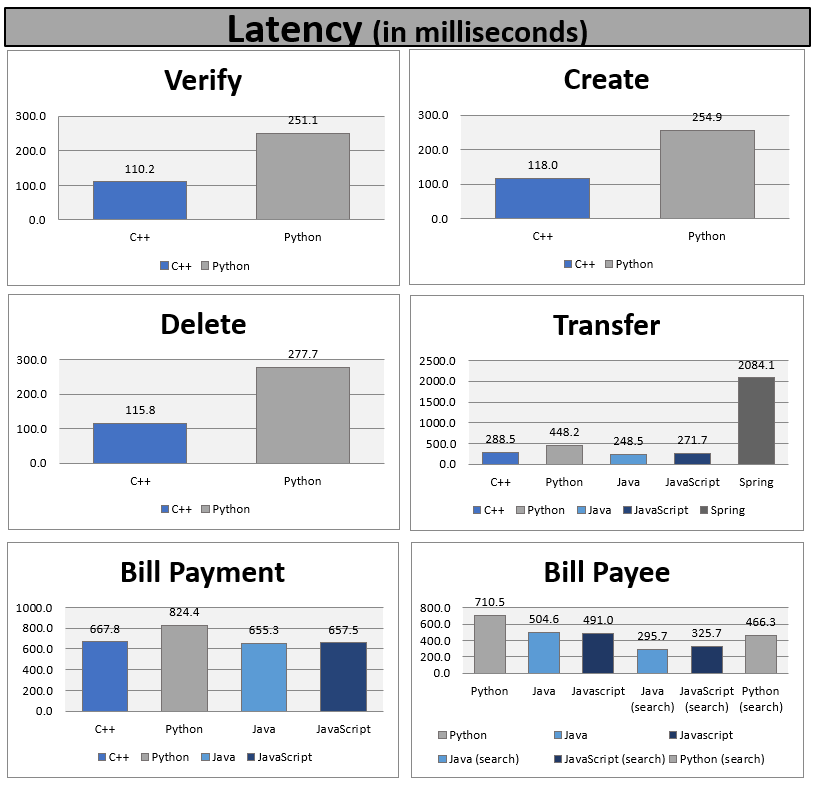 Latency (in milliseconds)
Verify
300.0
251.1
200.0
110.2
100.0
0.0
C++ Python
C++ Python
Create
300.0
254.9
200.0
118.0
100.0
0.0
C++ Python
C++ Python
Delete
300.0
277.7
200.0
115.8
100.0
0.0
C++ Python
C++ Python
Transfer
2500.0
2084.1
2000.0
1500.0
1000.0
500.0
288.5 448.2 248.5 271.7
0.0
C++ Python Java JavaScript Spring
C++ Python Java JavaScript Spring
Bill Payment
1000.0
824.4
800.0
667.8 655.3 657.5
600.0
400.0
200.0
0.0
C++ Python Java JavaScript
C++ Python Java JavaScript
Bill Payee
800.0
710.5
600.0
504.6 491.0 295.7 325.7 466.3
400.0
200.0
0.0
Python Java Javascript Java JavaScript Python
(search) (search) (search)
Python Java Javascript
Java (search) JavaScript (search) Python (search)